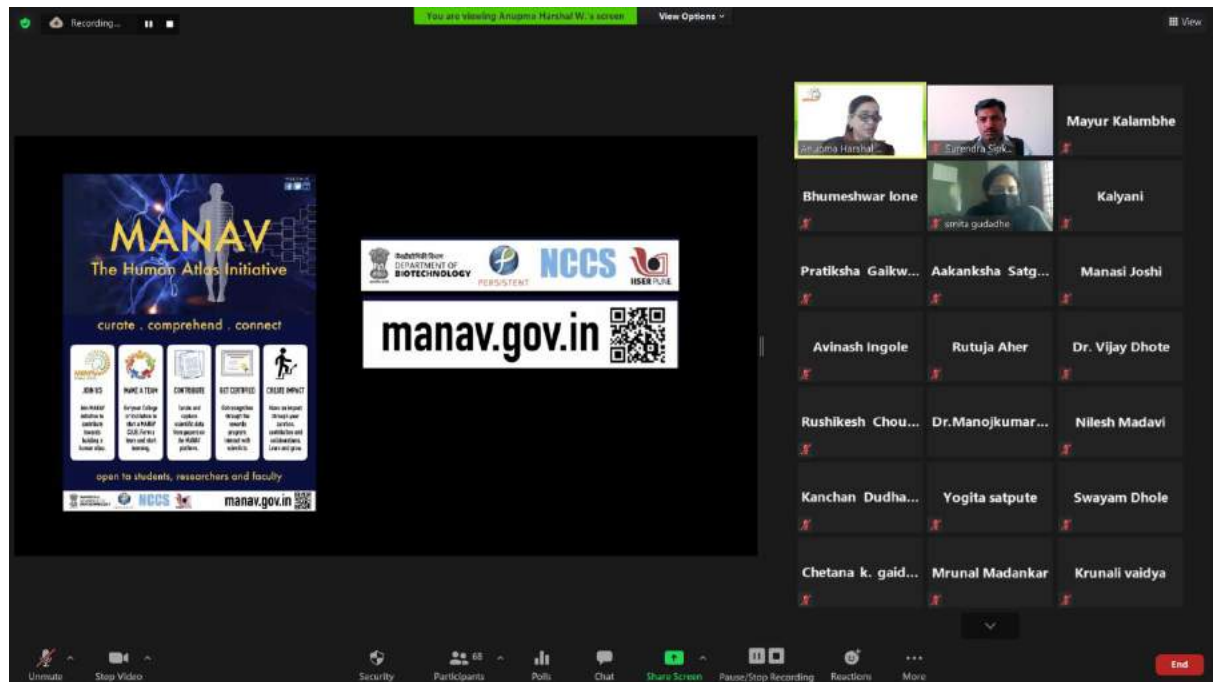 Recording...
You are viewing Anupma Harshal W.'s screen
View Options
View
MANAV
The Human Atlas Initiative
curate . comprehend . connect
JOIN US
MAKE A TEAM
CONTRIBUTE
GET CERTIFIED
CREATE IMPACT
open to students, researchers and faculty
NCCS
manav.gov.in
DEPARTMENT OF
BIOTECHNOLOGY
PERSISTENT
NCCS
IISER PUNE
manav.gov.in
Anupma Harshal ...
Surendra Sirk...
Mayur Kalambhe
Bhumeshwar lone
smita gudadhe
Kalyani
Pratiksha Gaikw...
Aakanksha Satg...
Manasi Joshi
Avinash Ingole
Rutuja Aher
Dr. Vijay Dhote
Rushikesh Chou...
Dr.Manojkumar...
Nilesh Madavi
Kanchan Dudha...
Yogita satpute
Swayam Dhole
Chetana k. gaid...
Mrunal Madankar
Krunali vaidya
Unmute
Stop Video
Security
68
Participants
Polls
Chat
Share Screen
Pause/Stop Recording
Reactions
More
End